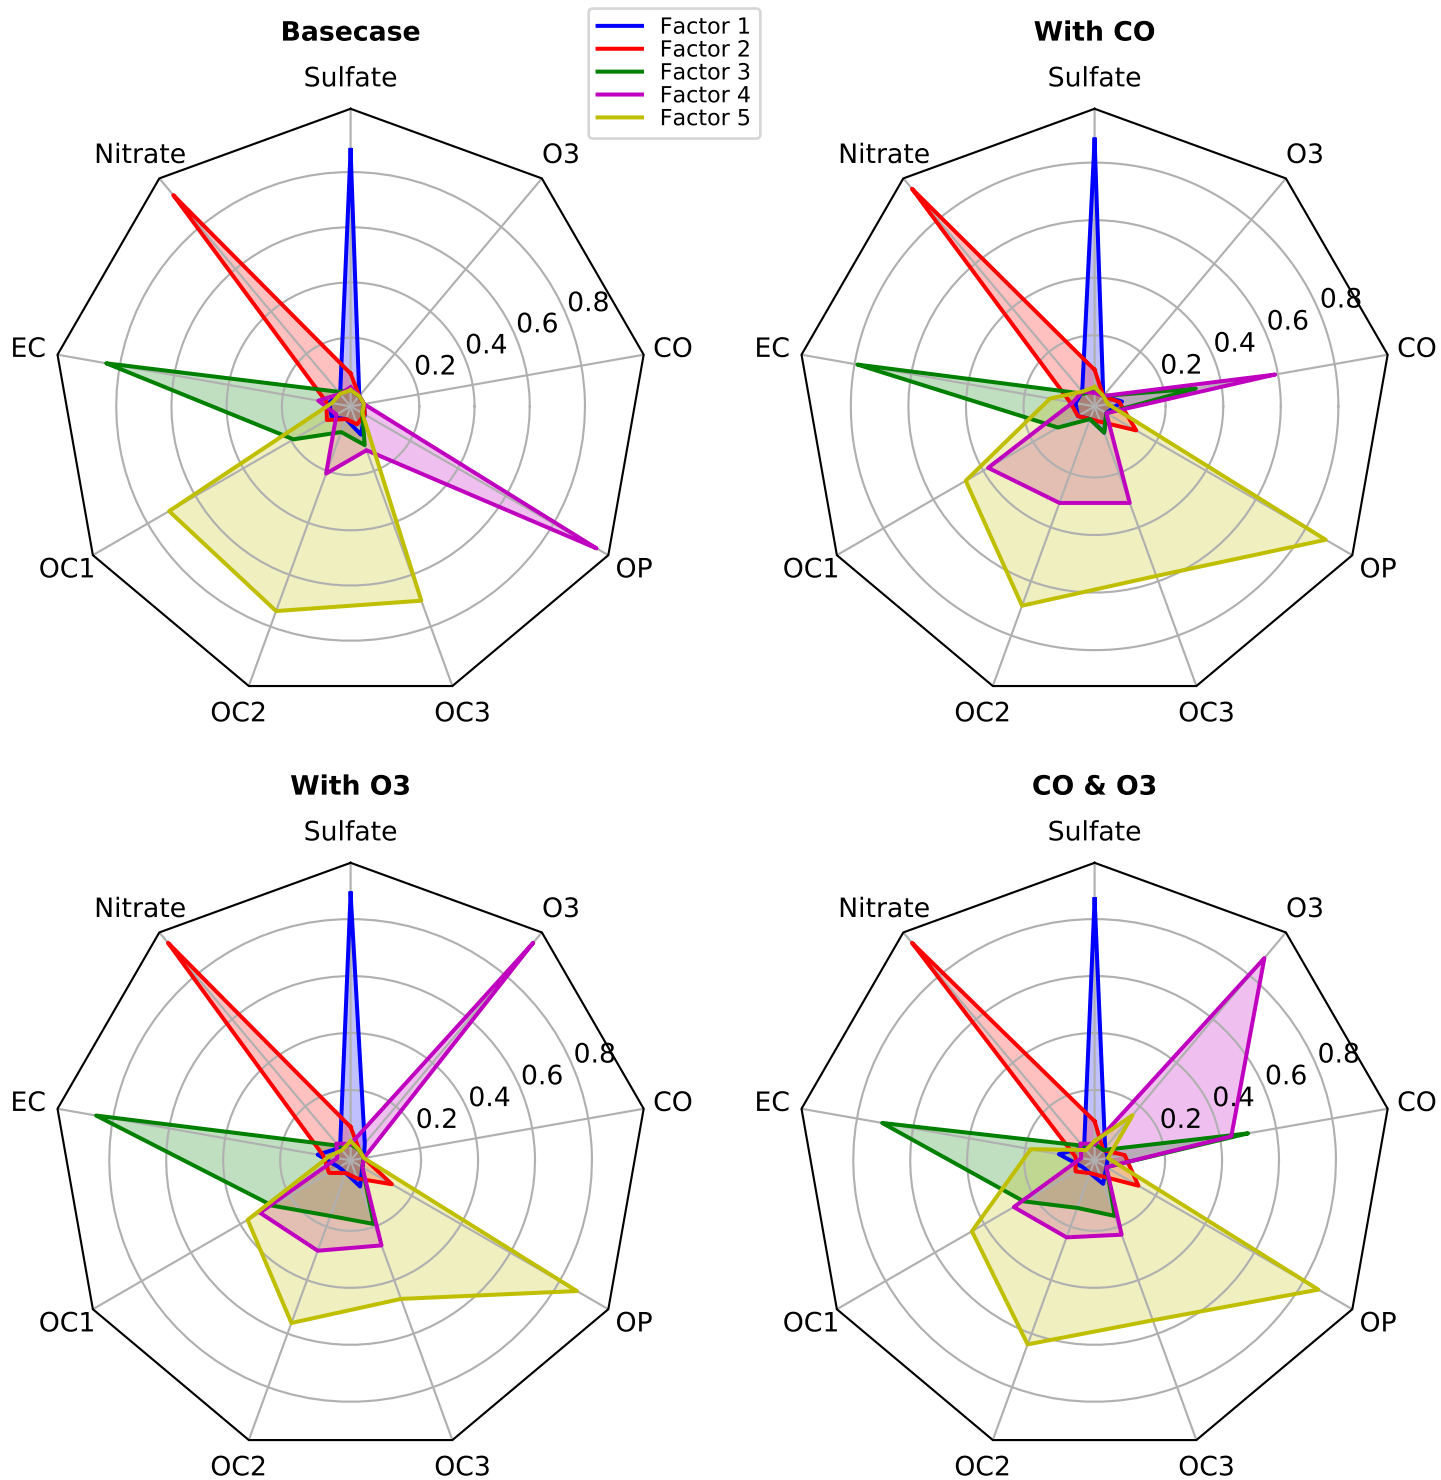 Basecase
Sulfate
Nitrate
O3
EC
CO
OC1
OP
OC2
OC3
0.2
0.4
0.6
0.8
Factor 1
Factor 2
Factor 3
Factor 4
Factor 5
With CO
Sulfate
Nitrate
O3
EC
CO
OC1
OP
OC2
OC3
0.2
0.4
0.6
0.8
With O3
Sulfate
Nitrate
O3
EC
CO
OC1
OP
OC2
OC3
0.2
0.4
0.6
0.8
CO & O3
Sulfate
Nitrate
O3
EC
CO
OC1
OP
OC2
OC3
0.2
0.4
0.6
0.8